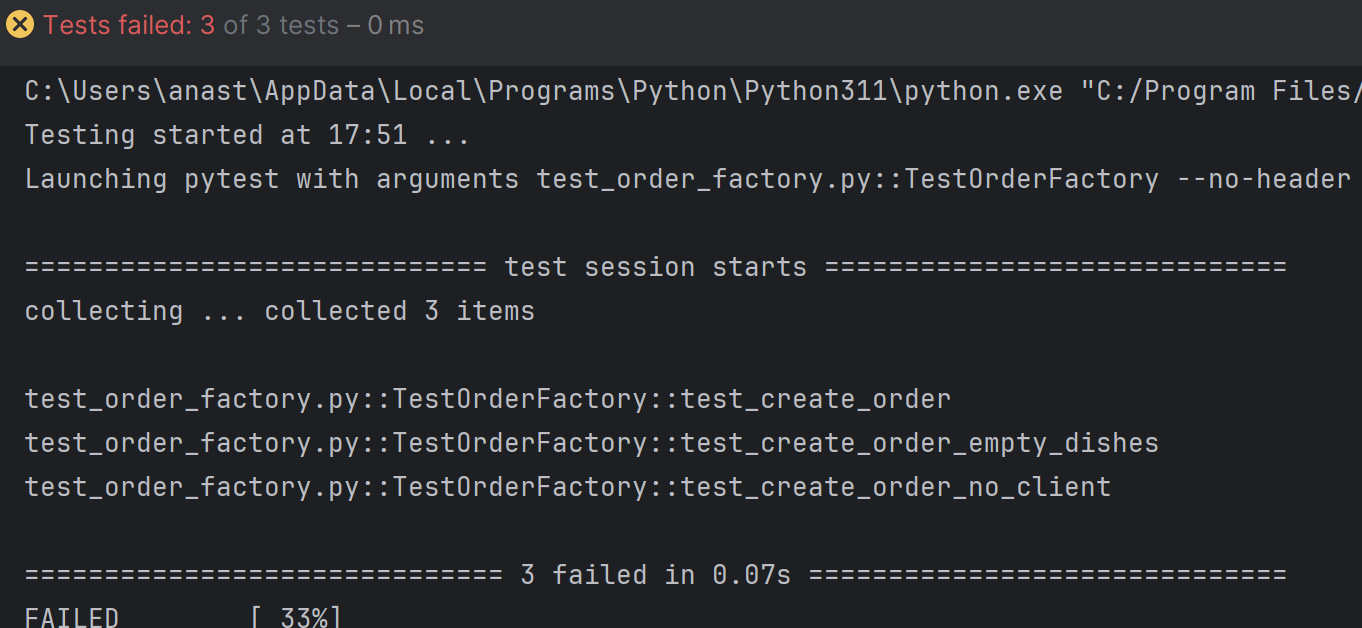 Tests failed: 3 of 3 tests – 0 ms
C:\Users\anast\AppData\Local\Programs\Python\Python311\python.exe "C:/Program Files/
Testing started at 17:51 ...
Launching pytest with arguments test_order_factory.py::TestOrderFactory --no-header
============================= test session starts =============================
collecting ... collected 3 items
test_order_factory.py::TestOrderFactory::test_create_order
test_order_factory.py::TestOrderFactory::test_create_order_empty_dishes
test_order_factory.py::TestOrderFactory::test_create_order_no_client
============================== 3 failed in 0.07s ==============================
FAILED [ 33%]